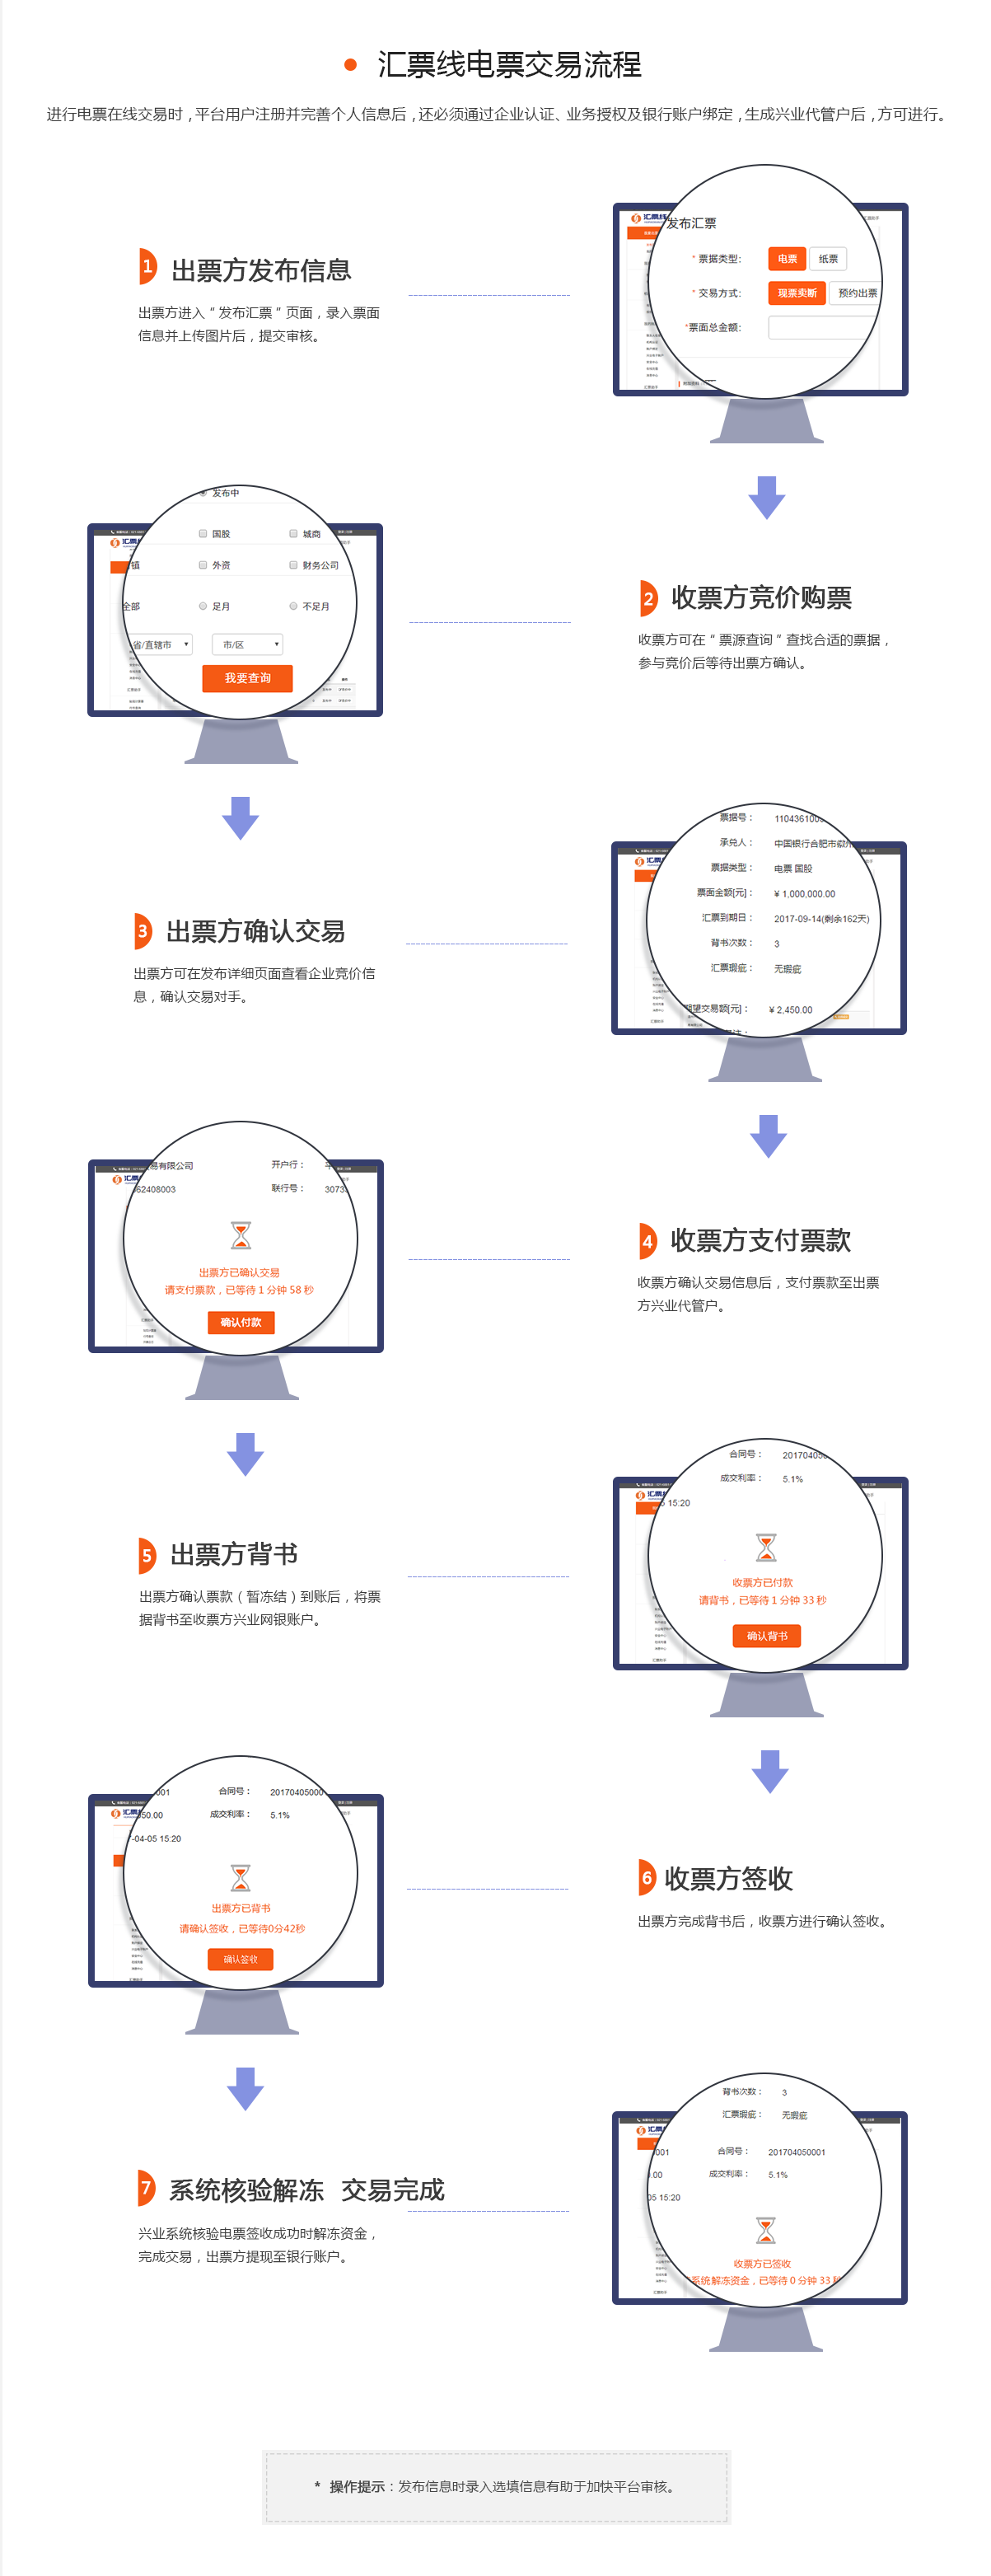 汇票线电票交易流程
进行电票在线交易时，平台用户注册并完善个人信息后，还必须通过企业认证、业务授权及银行账户绑定，生成兴业代管户后，方可进行。
1 出票方发布信息
出票方进入“发布汇票”页面，录入票面
信息并上传图片后，提交审核。
发布汇票
* 票据类型： 电票 纸票
* 交易方式： 现票卖断 预约出票
*票面总金额：
发布中
国股 城商
镇 外资 财务公司
全部 足月 不足月
省/直辖市 市/区
我要查询
2 收票方竞价购票
收票方可在“票源查询”查找合适的票据，
参与竞价后等待出票方确认。
3 出票方确认交易
出票方可在发布详细页面查看企业竞价信
息，确认交易对手。
票据号： 1104361005
承兑人： 中国银行合肥市
票据类型： 电票 国股
票面金额[元]： ¥ 1,000,000.00
汇票到期日： 2017-09-14(剩余162天)
背书次数： 3
汇票瑕疵： 无瑕疵
期望交易额[元]： ¥ 2,450.00
易有限公司 开户行：
62408003 联行号： 3073
出票方已确认交易
请支付票款，已等待 1 分钟 58 秒
确认付款
4 收票方支付票款
收票方确认交易信息后，支付票款至出票
方兴业代管户。
5 出票方背书
出票方确认票款（暂冻结）到账后，将票
据背书至收票方兴业网银账户。
合同号： 20170405
成交利率： 5.1%
15:20
收票方已付款
请背书，已等待 1 分钟 33 秒
确认背书
001 合同号： 20170405000
50.00 成交利率： 5.1%
-04-05 15:20
出票方已背书
请确认签收，已等待0分42秒
确认签收
6 收票方签收
出票方完成背书后，收票方进行确认签收。
7 系统核验解冻 交易完成
兴业系统核验电票签收成功时解冻资金，
完成交易，出票方提现至银行账户。
背书次数： 3
汇票瑕疵： 无瑕疵
0001 合同号： 201704050001
0.00 成交利率： 5.1%
05 15:20
收票方已签收
系统解冻资金，已等待 0 分钟 33 秒
* 操作提示：发布信息时录入选填信息有助于加快平台审核。